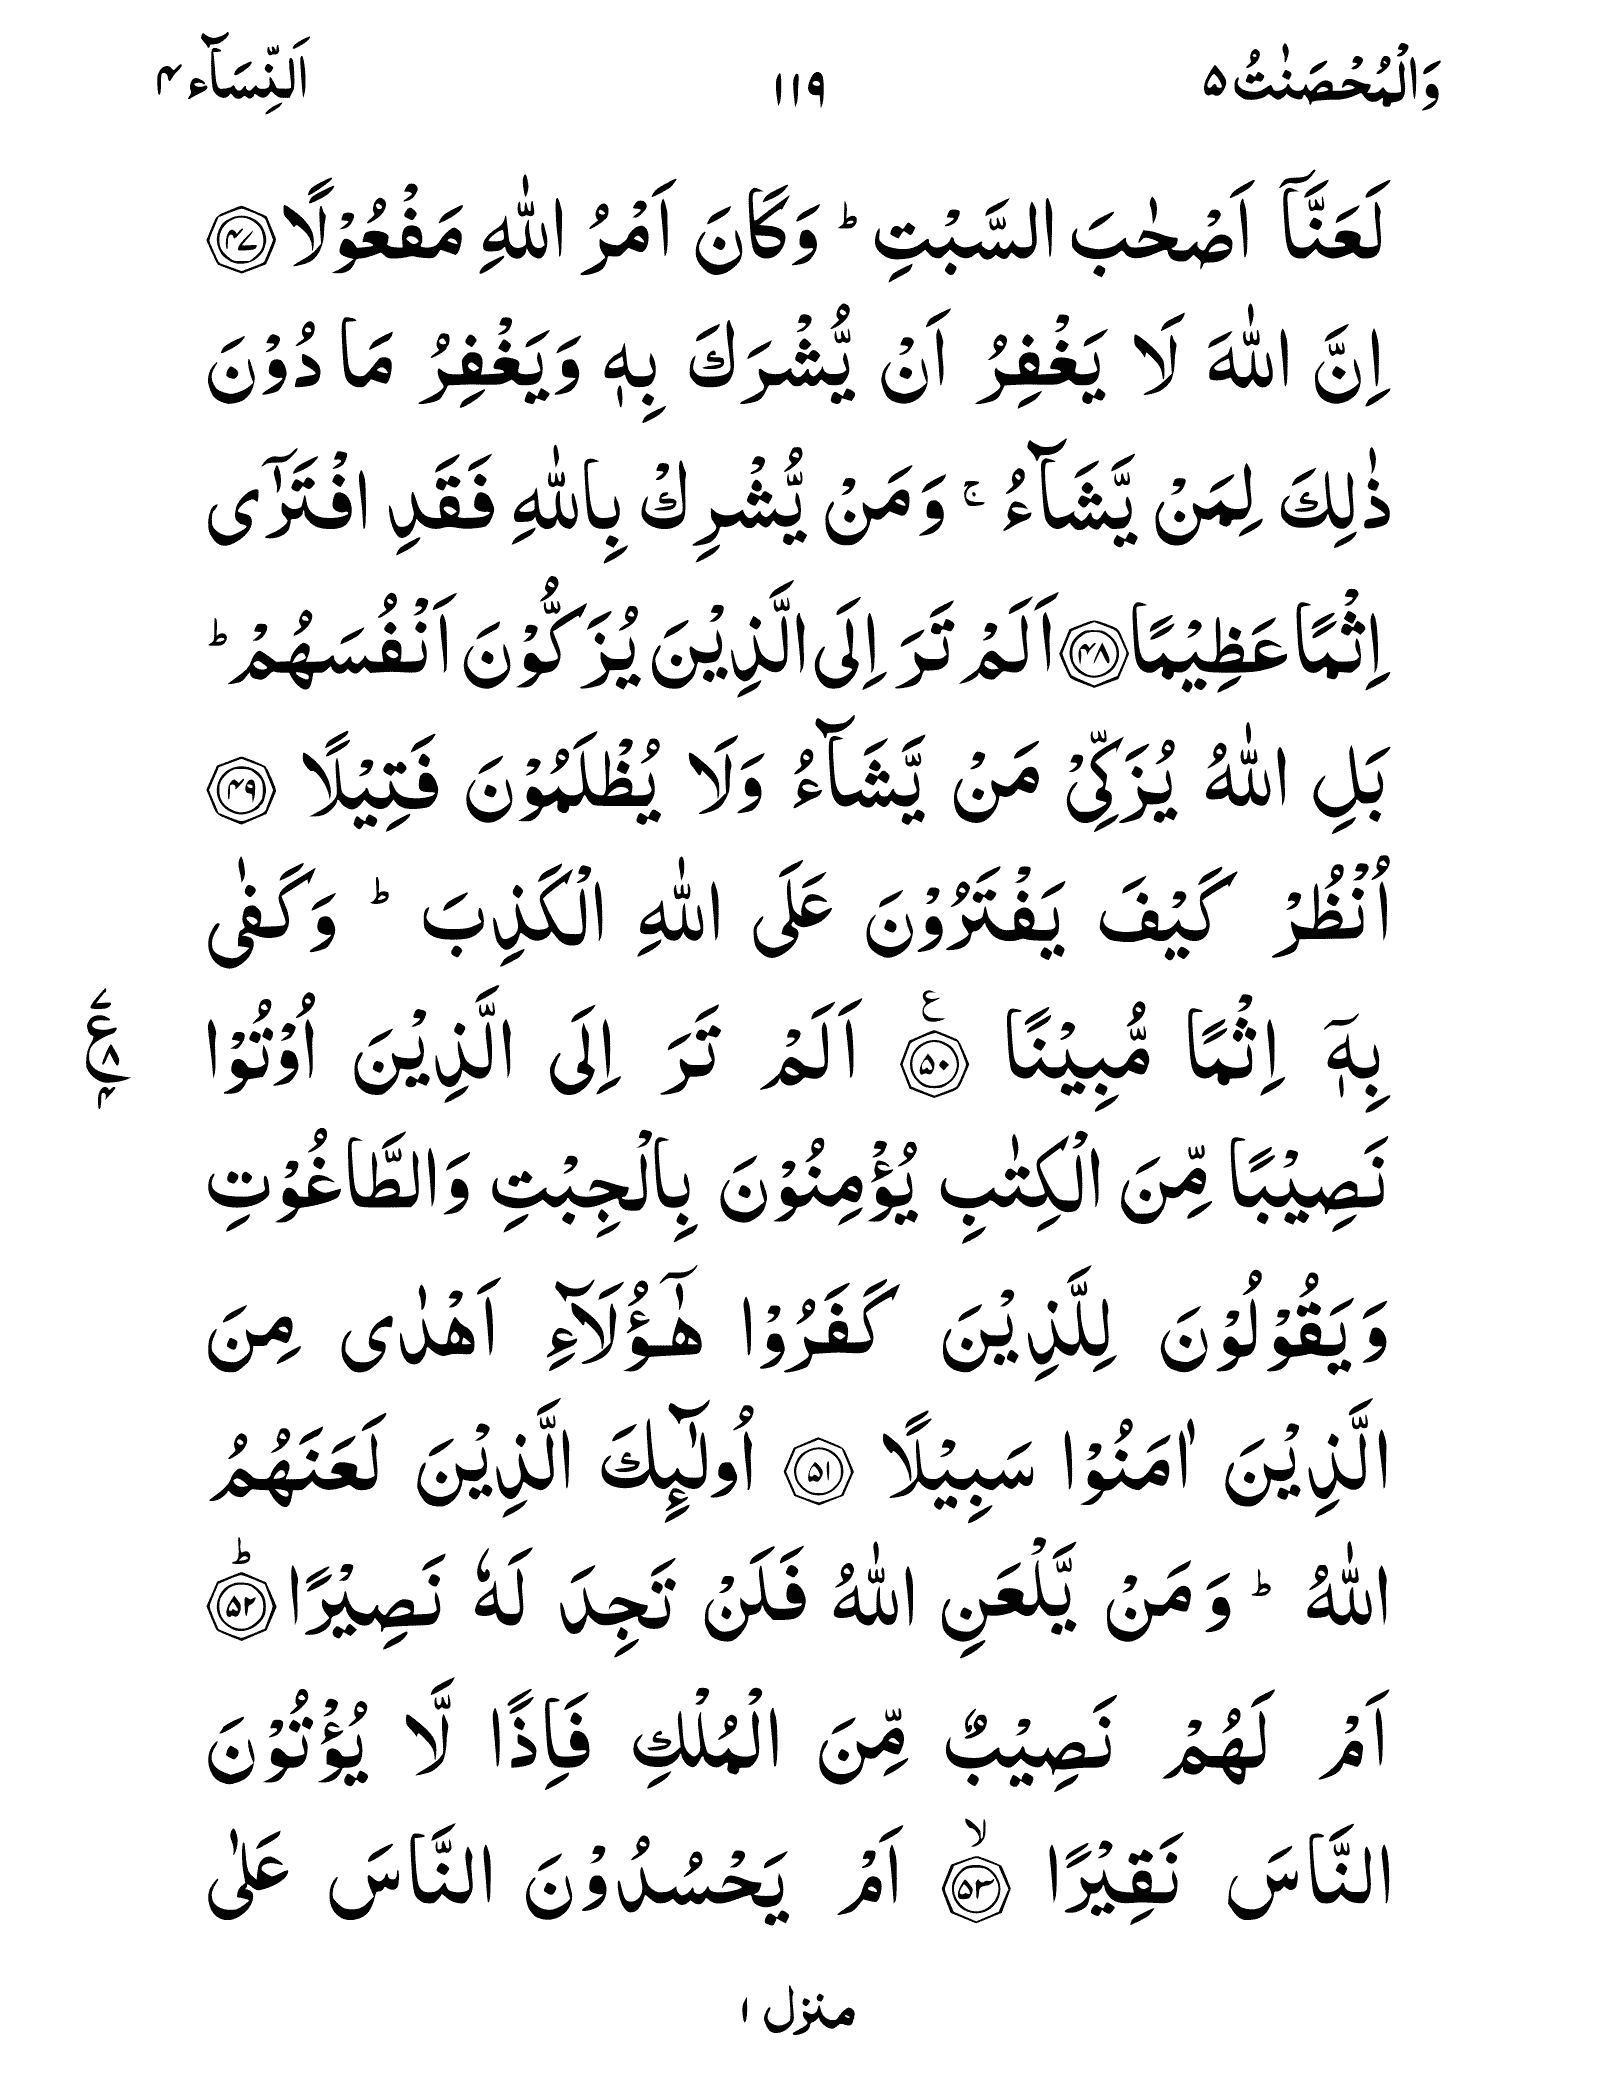 وَالْمُحْصَنٰتُ ۵ ۱۱۹ اَلنِّسَآء ۴
لَعَنَّاۤ اَصْحٰبَ السَّبْتِ ؕ وَكَانَ اَمْرُ اللّٰهِ مَفْعُوْلًا ﴿۴۷﴾
اِنَّ اللّٰهَ لَا يَغْفِرُ اَنْ يُّشْرَكَ بِهٖ وَيَغْفِرُ مَا دُوْنَ
ذٰلِكَ لِمَنْ يَّشَآءُ ۚ وَمَنْ يُّشْرِكْ بِاللّٰهِ فَقَدِ افْتَرٰۤى
اِثْمًا عَظِيْمًا ﴿۴۸﴾ اَلَمْ تَرَ اِلَى الَّذِيْنَ يُزَكُّوْنَ اَنْفُسَهُمْ ؕ
بَلِ اللّٰهُ يُزَكِّىْ مَنْ يَّشَآءُ وَلَا يُظْلَمُوْنَ فَتِيْلًا ﴿۴۹﴾
اُنْظُرْ كَيْفَ يَفْتَرُوْنَ عَلَى اللّٰهِ الْكَذِبَ ؕ وَكَفٰى
بِهٖۤ اِثْمًا مُّبِيْنًا ﴿۵۰﴾ ع اَلَمْ تَرَ اِلَى الَّذِيْنَ اُوْتُوْا ۷ ع ۸ ۴
نَصِيْبًا مِّنَ الْكِتٰبِ يُؤْمِنُوْنَ بِالْجِبْتِ وَالطَّاغُوْتِ
وَيَقُوْلُوْنَ لِلَّذِيْنَ كَفَرُوْا هٰۤؤُلَآءِ اَهْدٰى مِنَ
الَّذِيْنَ اٰمَنُوْا سَبِيْلًا ﴿۵۱﴾ اُولٰٓئِكَ الَّذِيْنَ لَعَنَهُمُ
اللّٰهُ ؕ وَمَنْ يَّلْعَنِ اللّٰهُ فَلَنْ تَجِدَ لَهٗ نَصِيْرًا ﴿۵۲﴾ؕ
اَمْ لَهُمْ نَصِيْبٌ مِّنَ الْمُلْكِ فَاِذًا لَّا يُؤْتُوْنَ
النَّاسَ نَقِيْرًا ﴿۵۳﴾ۙ اَمْ يَحْسُدُوْنَ النَّاسَ عَلٰى
منزل ۱